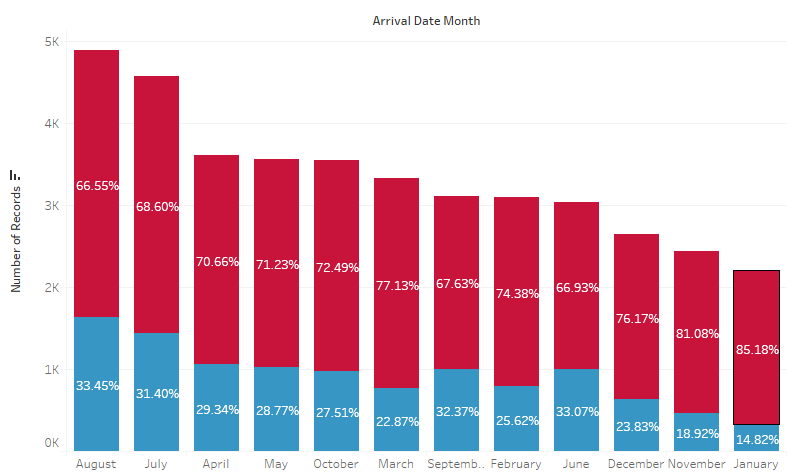 Arrival Date Month
5K
4K
3K
2K
1K
0K
Number of Records
66.55% 68.60% 70.66% 71.23% 72.49% 77.13% 67.63% 74.38% 66.93% 76.17% 81.08% 85.18%
33.45% 31.40% 29.34% 28.77% 27.51% 22.87% 32.37% 25.62% 33.07% 23.83% 18.92% 14.82%
August July April May October March Septemb.. February June December November January